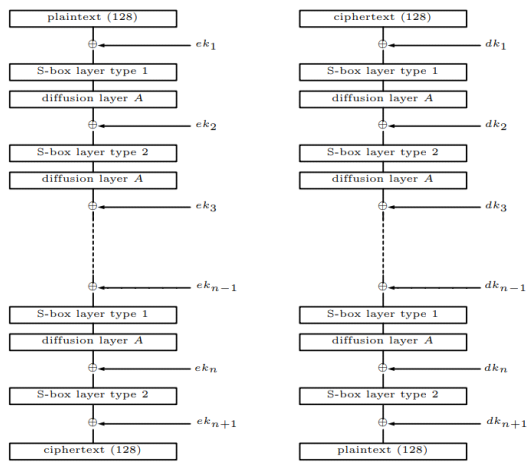 plaintext (128)
ek₁
S-box layer type 1
diffusion layer A
ek₂
S-box layer type 2
diffusion layer A
ek₃
ekₙ₋₁
S-box layer type 1
diffusion layer A
ekₙ
S-box layer type 2
ekₙ₊₁
ciphertext (128)
ciphertext (128)
dk₁
S-box layer type 1
diffusion layer A
dk₂
S-box layer type 2
diffusion layer A
dk₃
dkₙ₋₁
S-box layer type 1
diffusion layer A
dkₙ
S-box layer type 2
dkₙ₊₁
plaintext (128)